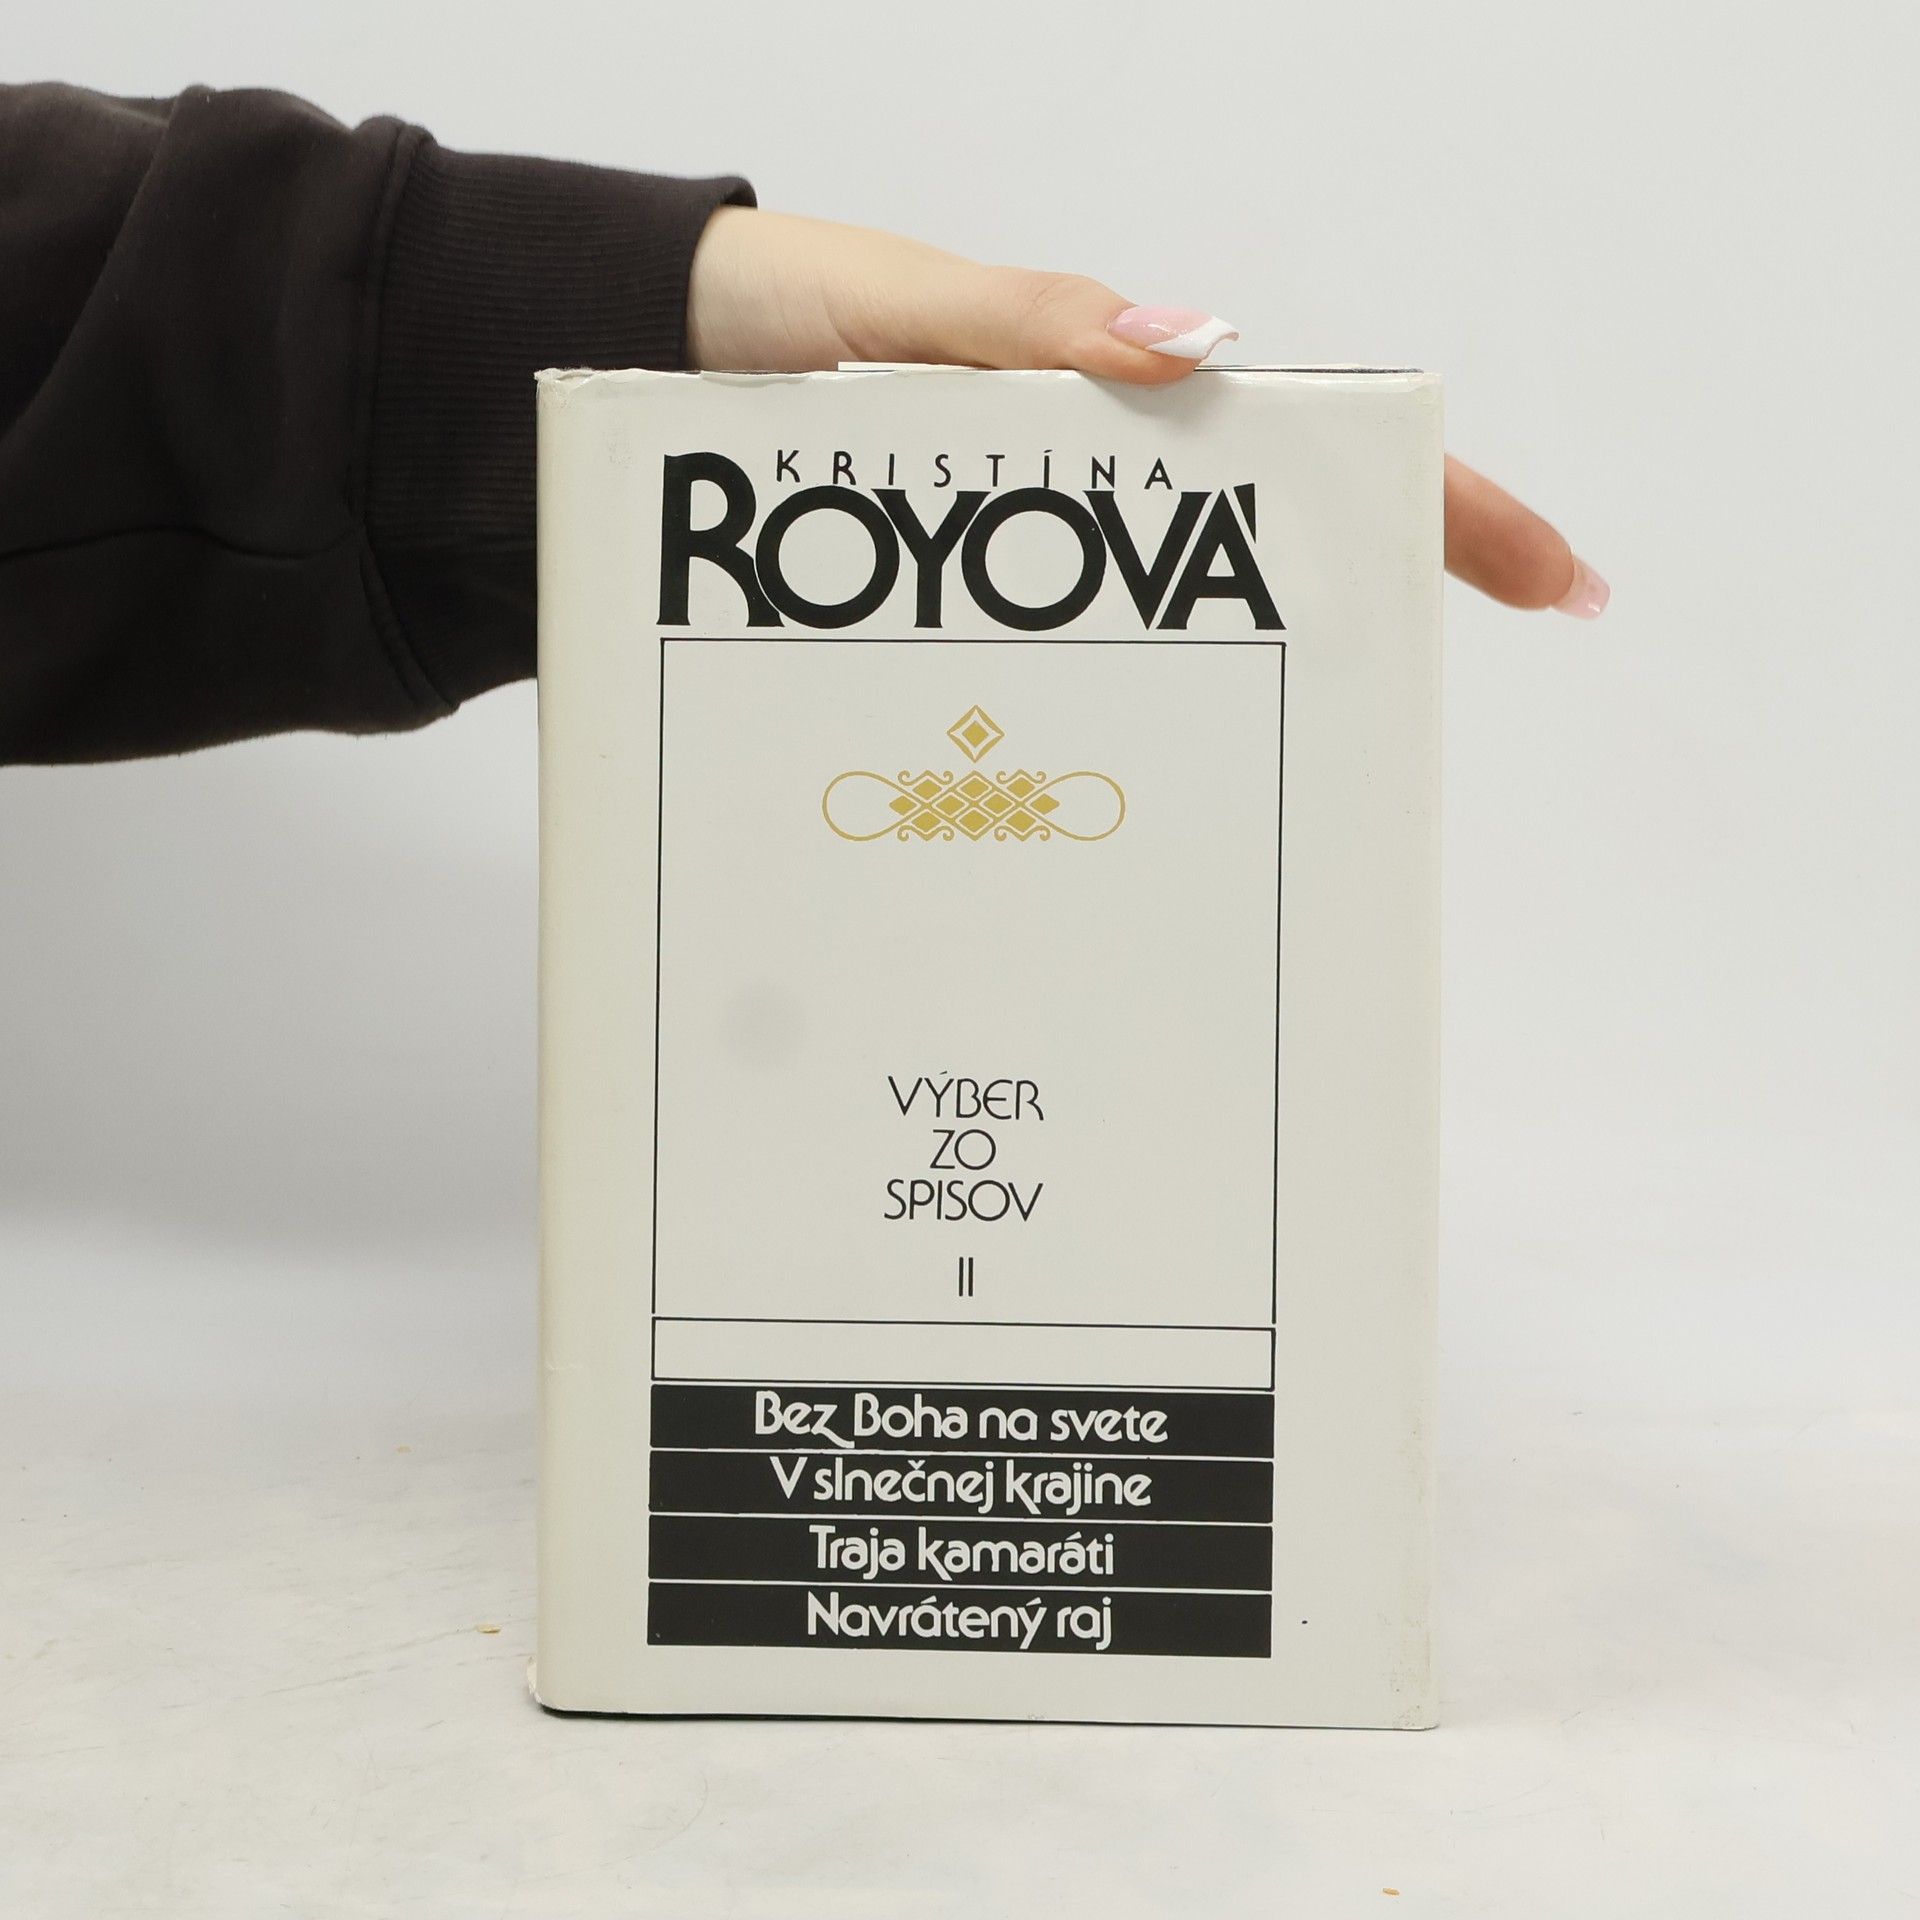 KRISTÍNA
ROYOVÁ
VÝBER
ZO
SPISOV
II
Bez Boha na svete
V slnečnej krajine
Traja kamaráti
Navrátený raj